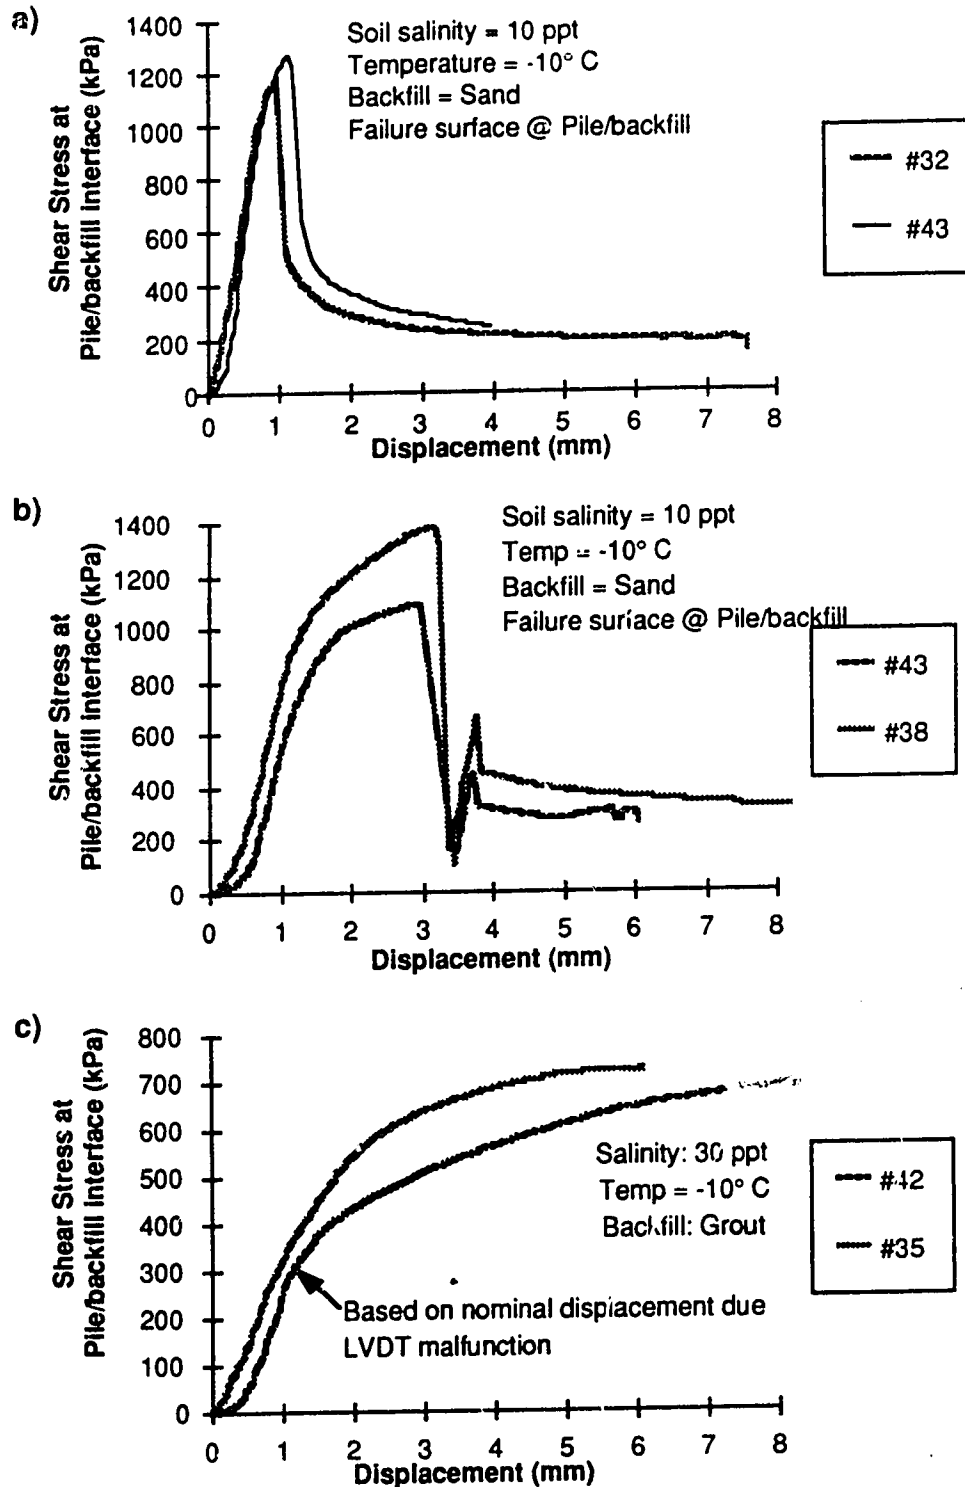 a)
Shear Stress at
Pile/backfill Interface (kPa)
1400
1200
1000
800
600
400
200
0
Soil salinity = 10 ppt
Temperature = -10° C
Backfill = Sand
Failure surface @ Pile/backfill
#32
#43
0 1 2 3 4 5 6 7 8
Displacement (mm)
b)
Shear Stress at
Pile/backfill Interface (kPa)
1400
1200
1000
800
600
400
200
0
Soil salinity = 10 ppt
Temp = -10° C
Backfill = Sand
Failure surface @ Pile/backfill
#43
#38
0 1 2 3 4 5 6 7 8
Displacement (mm)
c)
Shear Stress at
Pile/backfill Interface (kPa)
800
700
600
500
400
300
200
100
0
Salinity: 30 ppt
Temp = -10° C
Backfill: Grout
#42
#35
Based on nominal displacement due
LVDT malfunction
0 1 2 3 4 5 6 7 8
Displacement (mm)